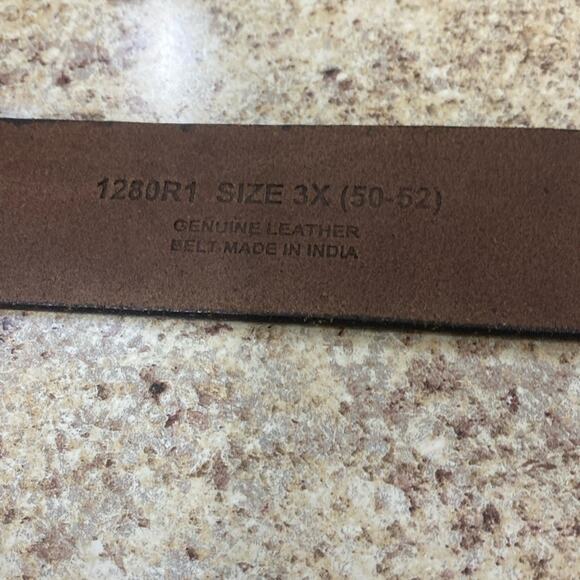 1280R1 SIZE 3X (50-52)
GENUINE LEATHER
BELT MADE IN INDIA